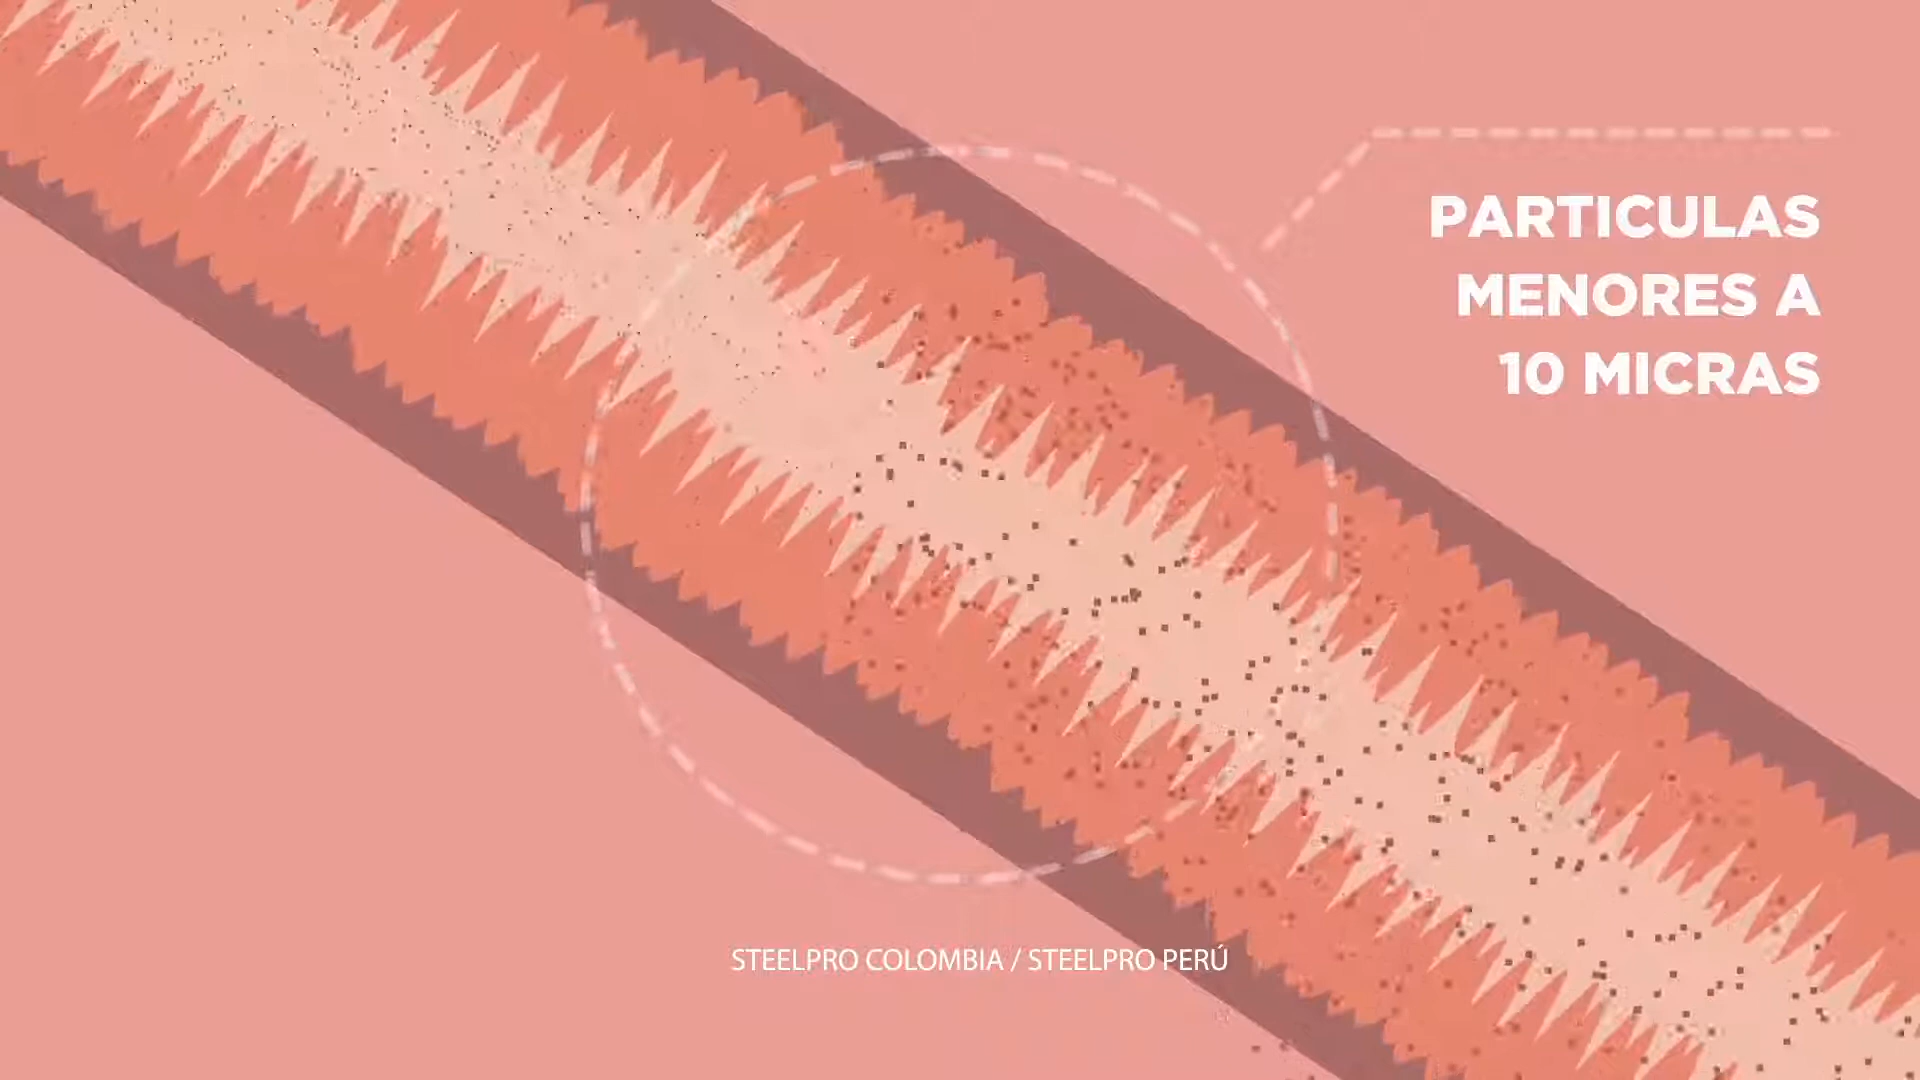 PARTICULAS
MENORES A
10 MICRAS
STEELPRO COLOMBIA / STEELPRO PERÚ